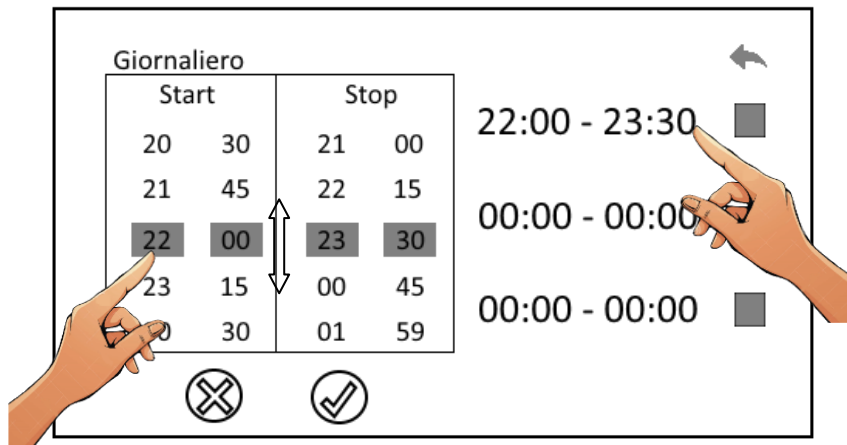 Giornaliero
Start Stop
20 30 21 00
21 45 22 15
22 00 23 30
23 15 00 45
30 01 59
22:00 - 23:30
00:00 - 00:00
00:00 - 00:00